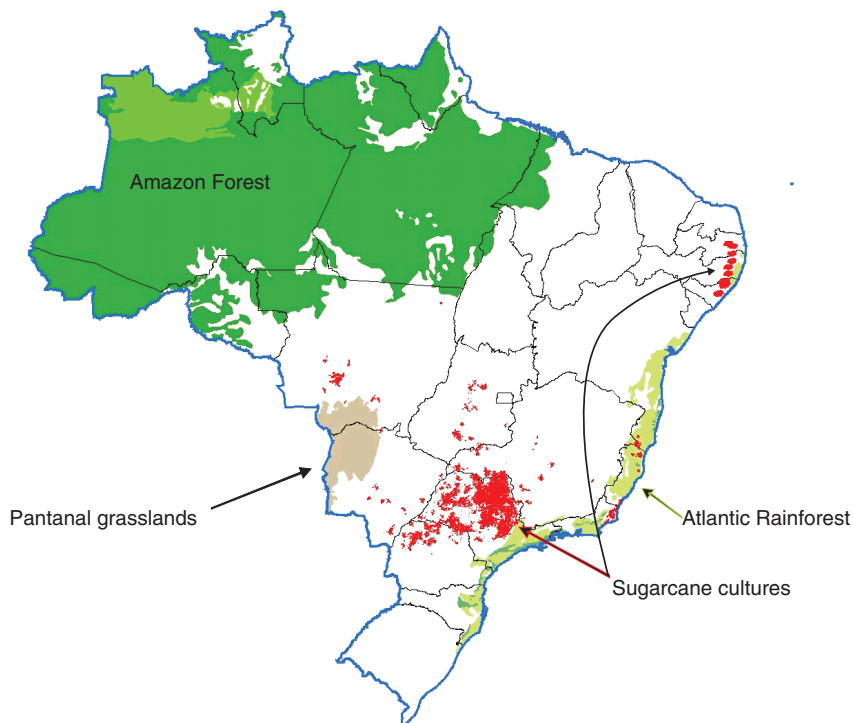 Amazon Forest
Pantanal grasslands
Atlantic Rainforest
Sugarcane cultures